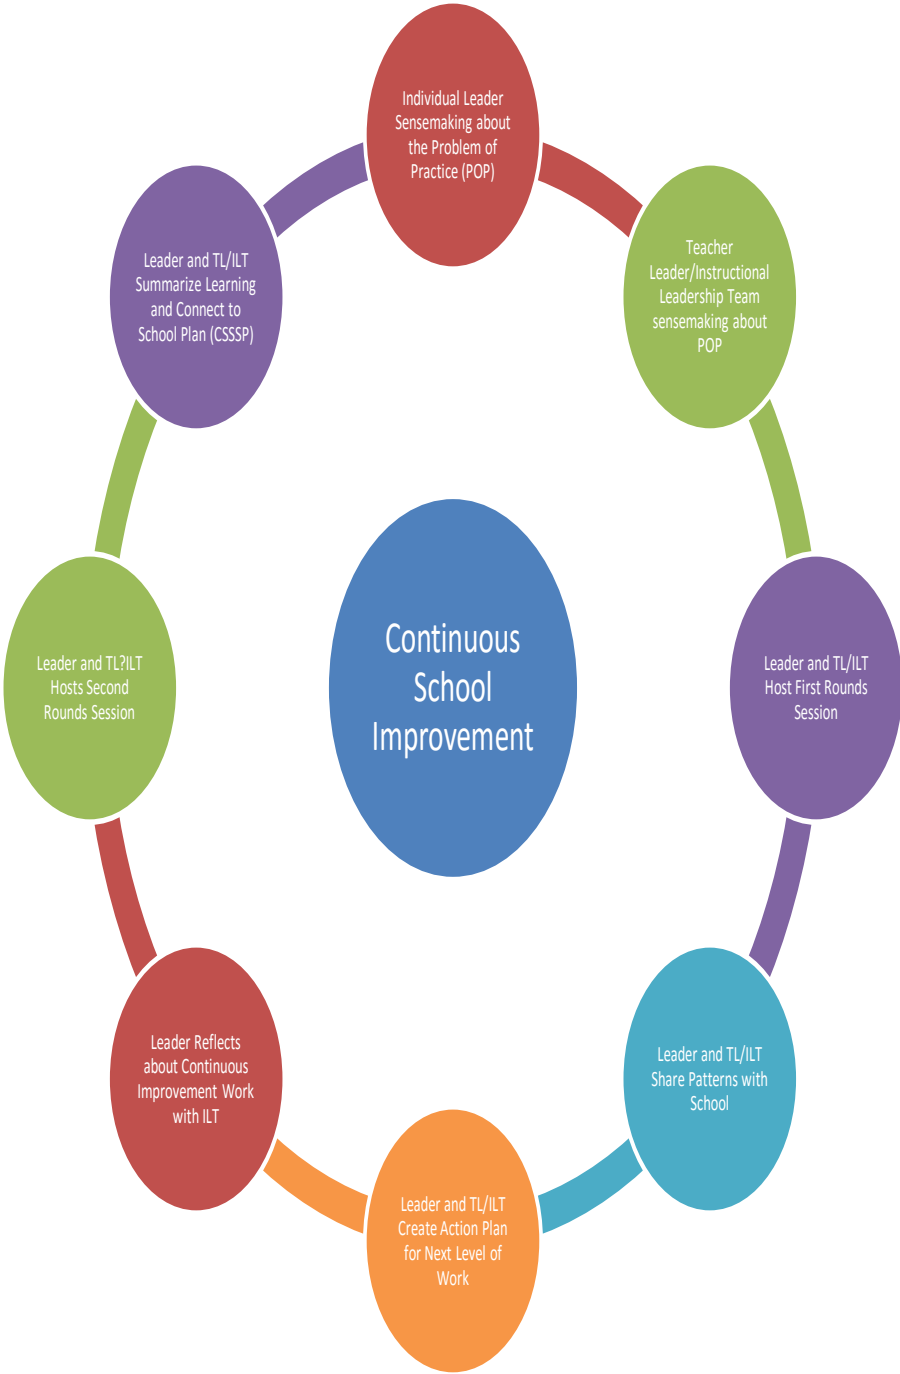 Individual Leader
Sensemaking about
the Problem of
Practice (POP)
Teacher
Leader/Instructional
Leadership Team
sensemaking about
POP
Leader and TL/ILT
Host First Rounds
Session
Leader and TL/ILT
Share Patterns with
School
Leader and TL/ILT
Create Action Plan
for Next Level of
Work
Leader Reflects
about Continuous
Improvement Work
with ILT
Leader and TL?ILT
Hosts Second
Rounds Session
Leader and TL/ILT
Summarize Learning
and Connect to
School Plan (CSSSP)
Continuous
School
Improvement